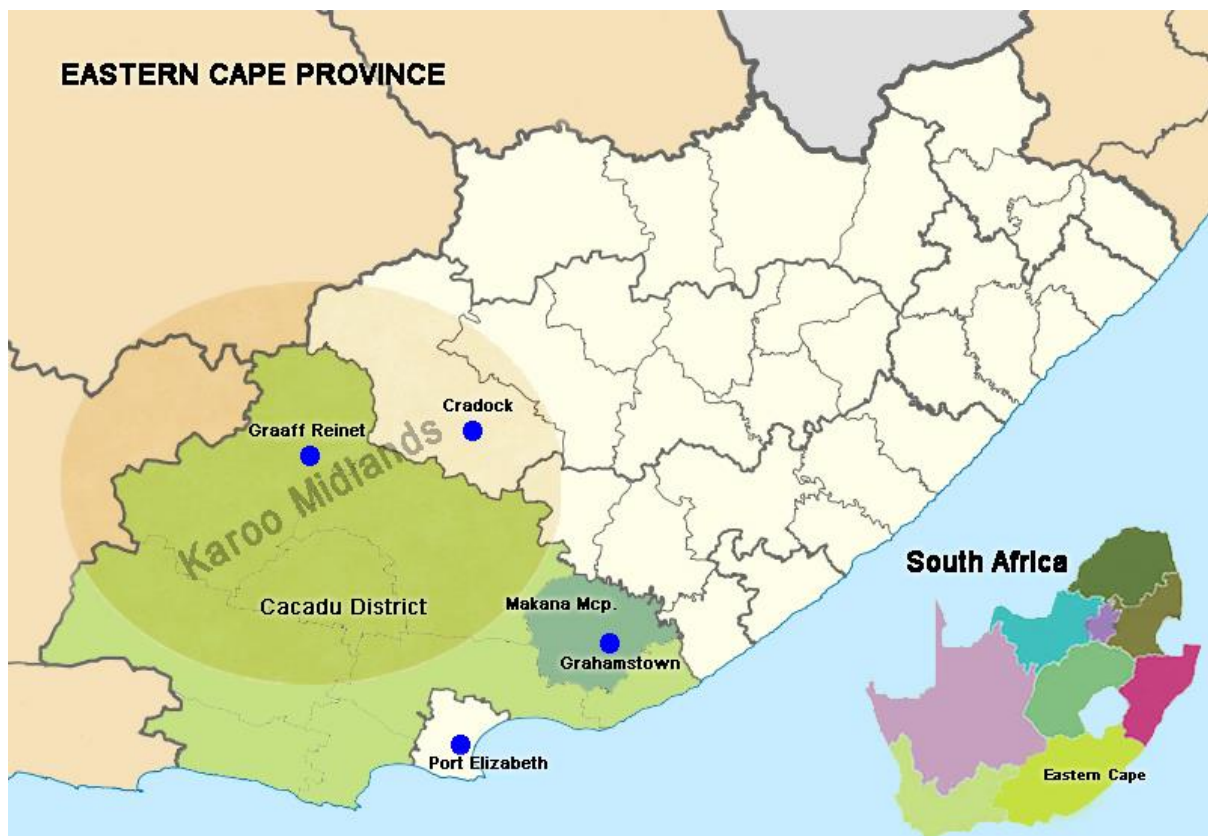 EASTERN CAPE PROVINCE
Cradock
Graaff Reinet
Karoo Midlands
South Africa
Makana Mcp.
Cacadu District
Grahamstown
Port Elizabeth
Eastern Cape